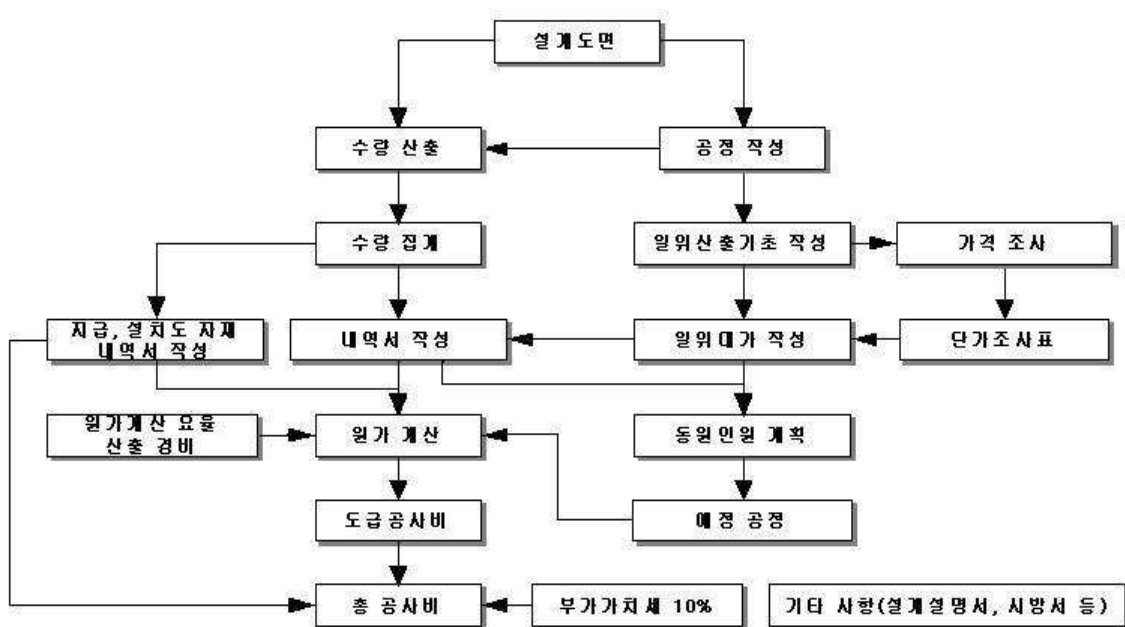 설계도면
수량 산출
공정 작성
수량 집계
일위산출기초 작성
가격 조사
지급,설치도 자재
내역서 작성
내역서 작성
일위대가 작성
단가조사표
원가계산 요율
산출 경비
원가 계산
동원인원 계획
도급공사비
예정 공정
총 공사비
부가가치세 10%
기타 사항(설계설명서, 시방서 등)